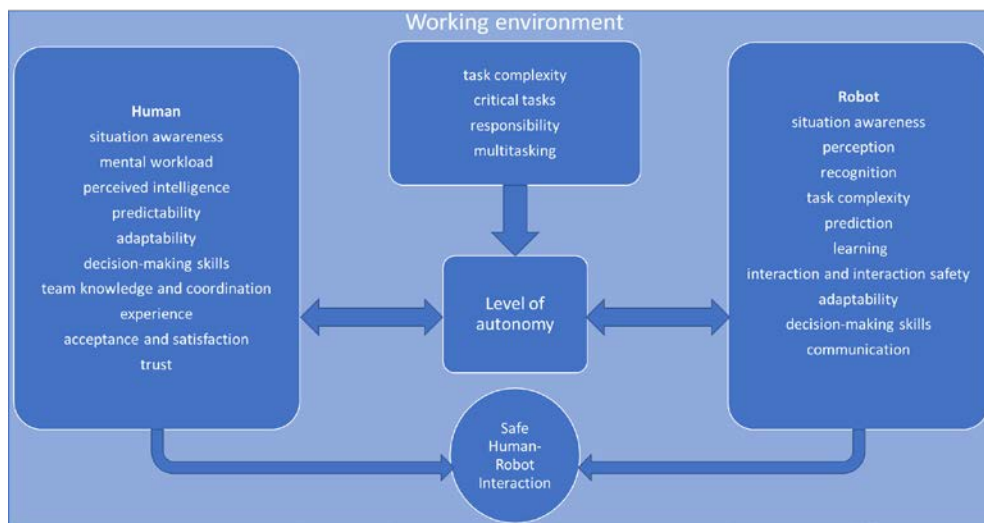 Working environment
Human
situation awareness
mental workload
perceived intelligence
predictability
adaptability
decision-making skills
team knowledge and coordination
experience
acceptance and satisfaction
trust
task complexity
critical tasks
responsibility
multitasking
Level of
autonomy
Safe
Human-
Robot
Interaction
Robot
situation awareness
perception
recognition
task complexity
prediction
learning
interaction and interaction safety
adaptability
decision-making skills
communication